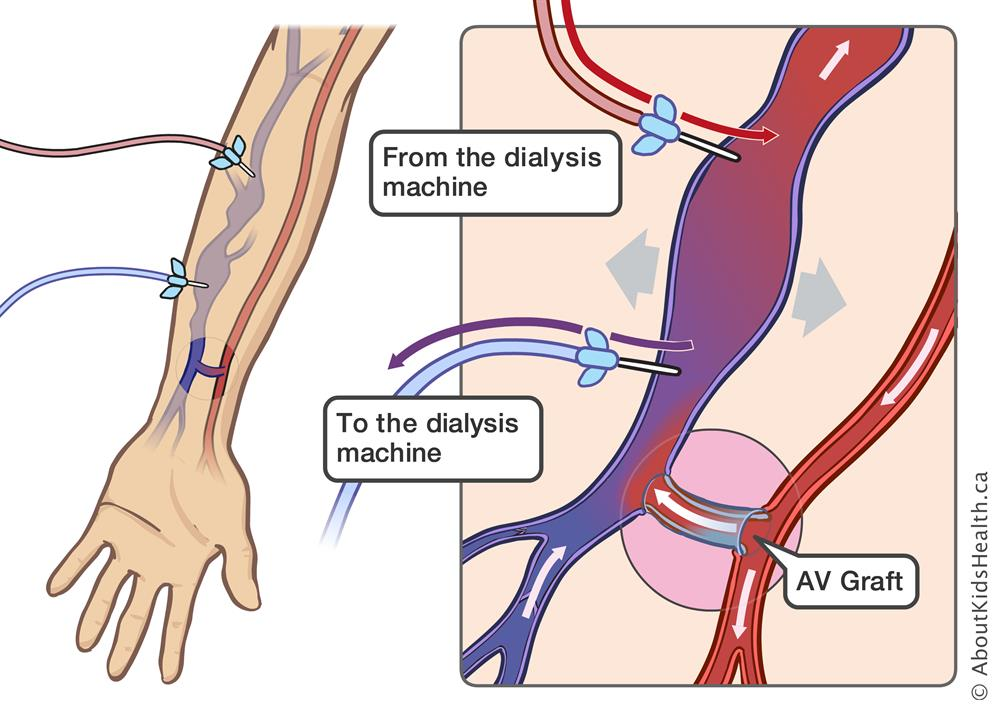 From the dialysis
machine
To the dialysis
machine
AV Graft
© AboutKidsHealth.ca